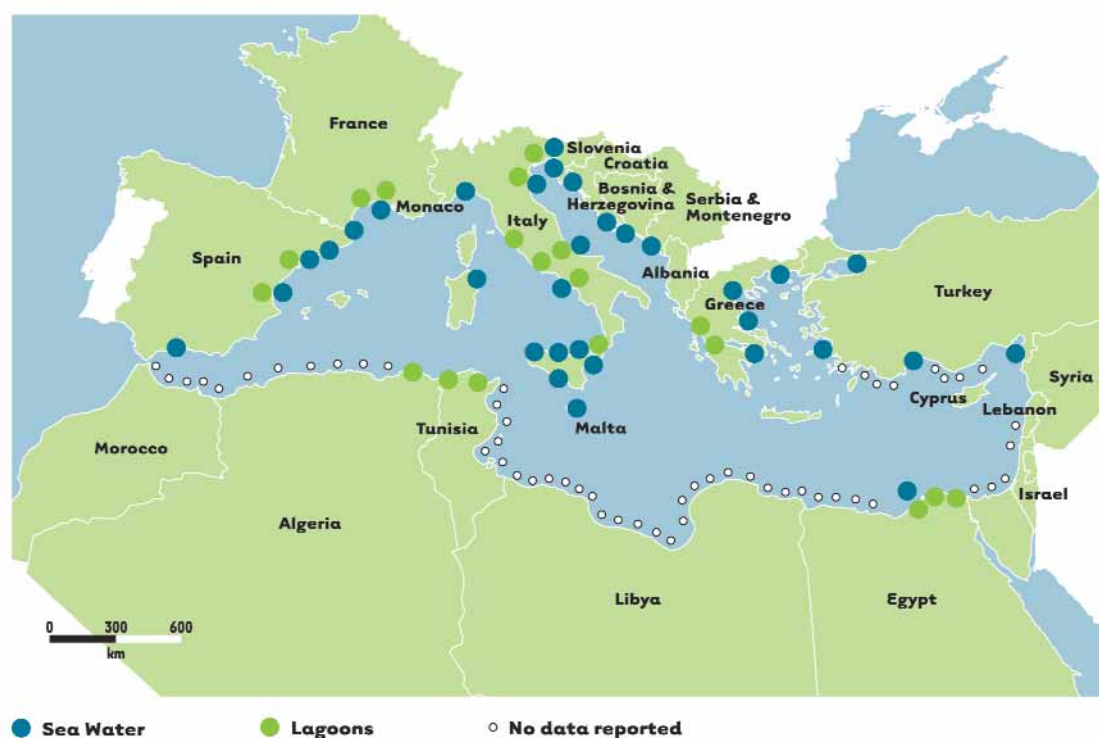 France
Slovenia
Croatia
Monaco
Bosnia &
Herzegovina
Serbia &
Montenegro
Italy
Spain
Albania
Greece
Turkey
Cyprus
Syria
Lebanon
Malta
Tunisia
Morocco
Israel
Algeria
Libya
Egypt
0 300 600
km
Sea Water
Lagoons
No data reported